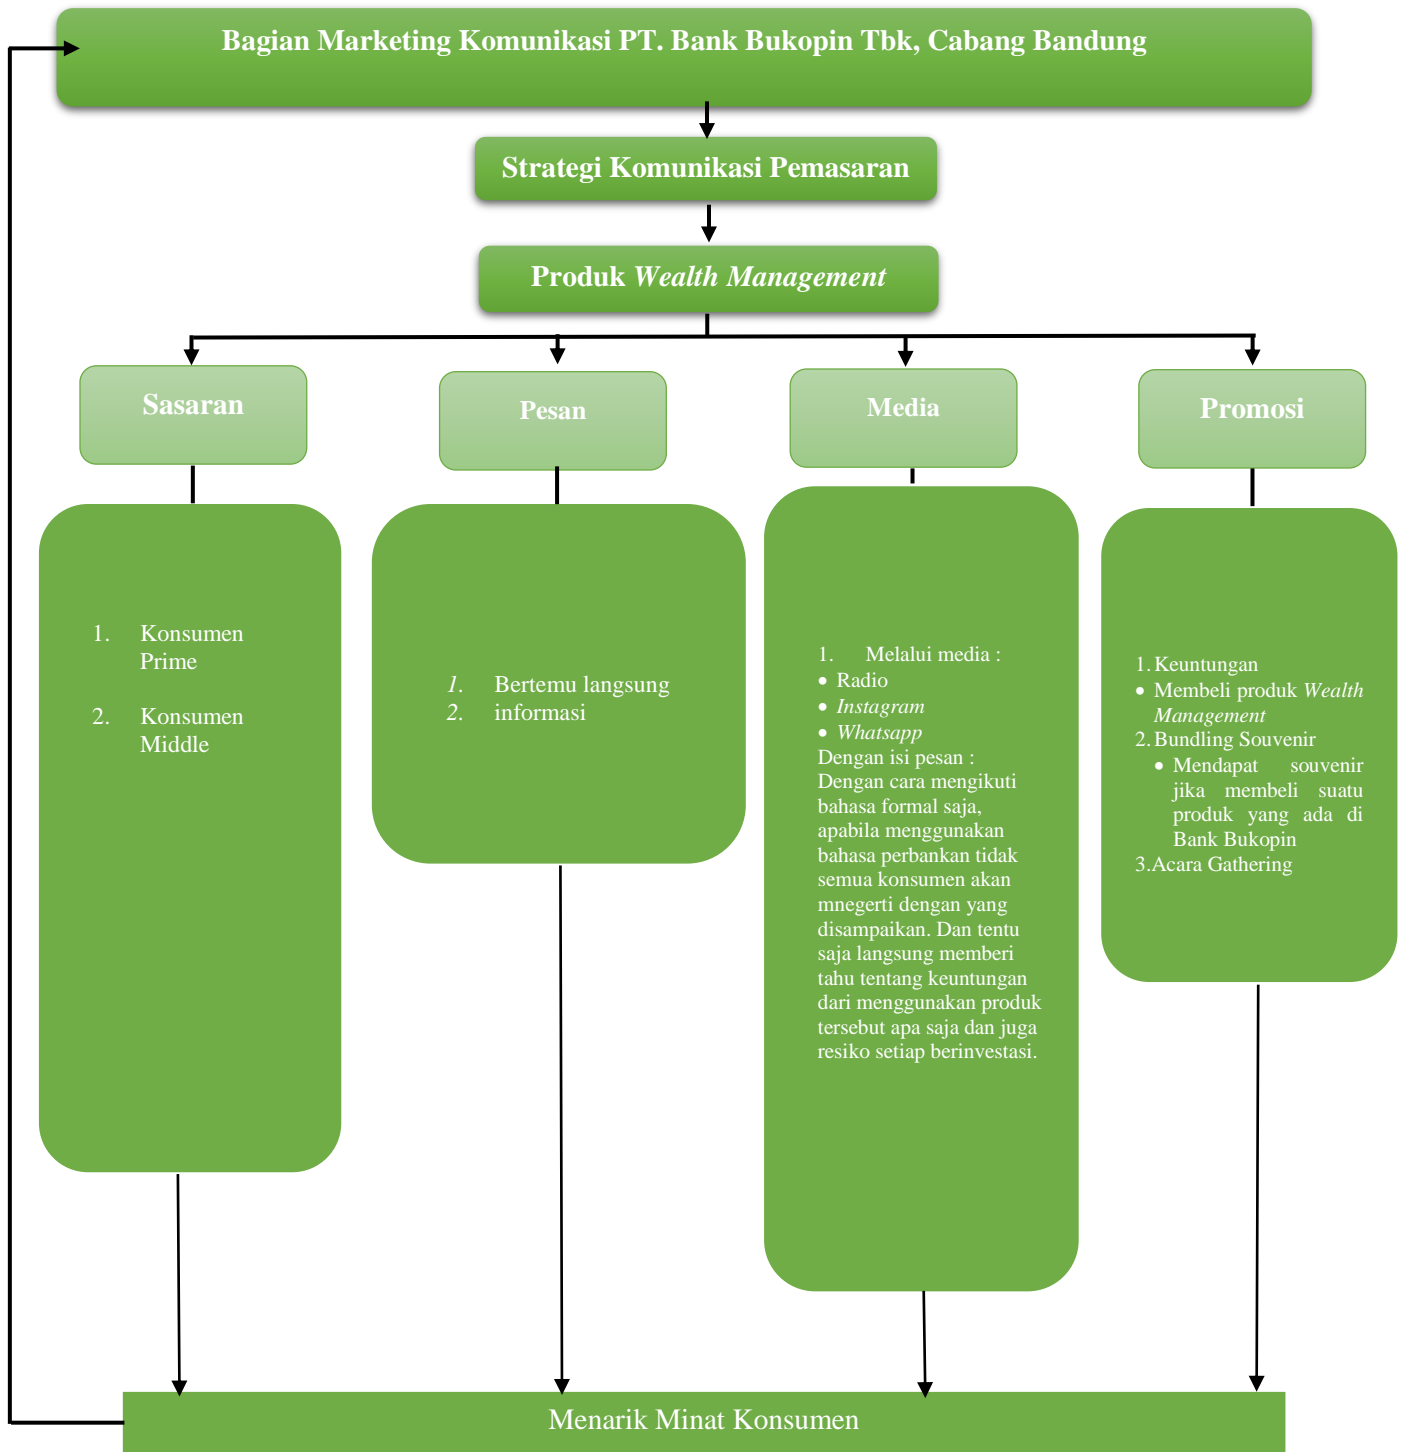 Bagian Marketing Komunikasi PT. Bank Bukopin Tbk, Cabang Bandung
Strategi Komunikasi Pemasaran
Produk Wealth Management
Sasaran
Pesan
Media
Promosi
1. Konsumen
Prime
2. Konsumen
Middle
1. Bertemu langsung
2. informasi
1. Melalui media :
• Radio
• Instagram
• Whatsapp
Dengan isi pesan :
Dengan cara mengikuti
bahasa formal saja,
apabila menggunakan
bahasa perbankan tidak
semua konsumen akan
mnegerti dengan yang
disampaikan. Dan tentu
saja langsung memberi
tahu tentang keuntungan
dari menggunakan produk
tersebut apa saja dan juga
resiko setiap berinvestasi.
1. Keuntungan
• Membeli produk Wealth
Management
2. Bundling Souvenir
• Mendapat souvenir
jika membeli suatu
produk yang ada di
Bank Bukopin
3.Acara Gathering
Menarik Minat Konsumen